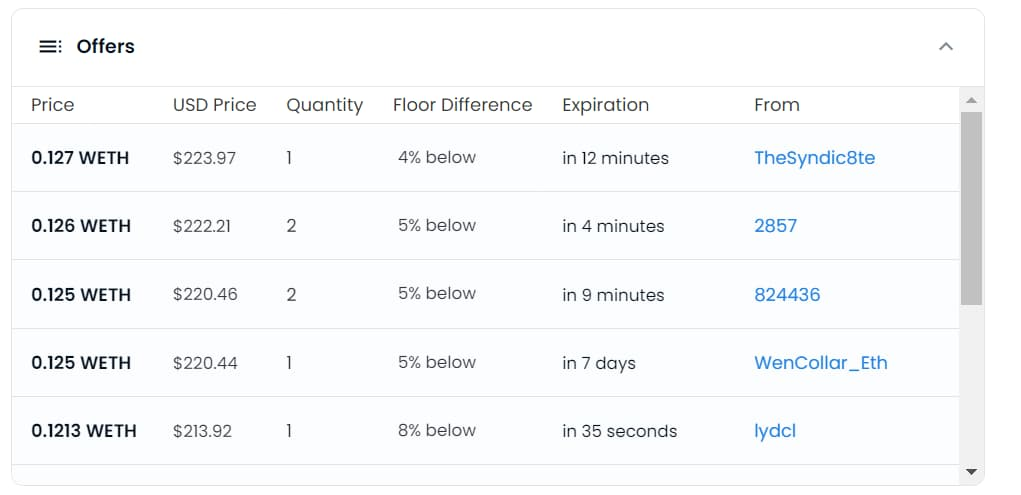 Offers
Price USD Price Quantity Floor Difference Expiration From
0.127 WETH $223.97 1 4% below in 12 minutes TheSyndic8te
0.126 WETH $222.21 2 5% below in 4 minutes 2857
0.125 WETH $220.46 2 5% below in 9 minutes 824436
0.125 WETH $220.44 1 5% below in 7 days WenCollar_Eth
0.1213 WETH $213.92 1 8% below in 35 seconds lydcl